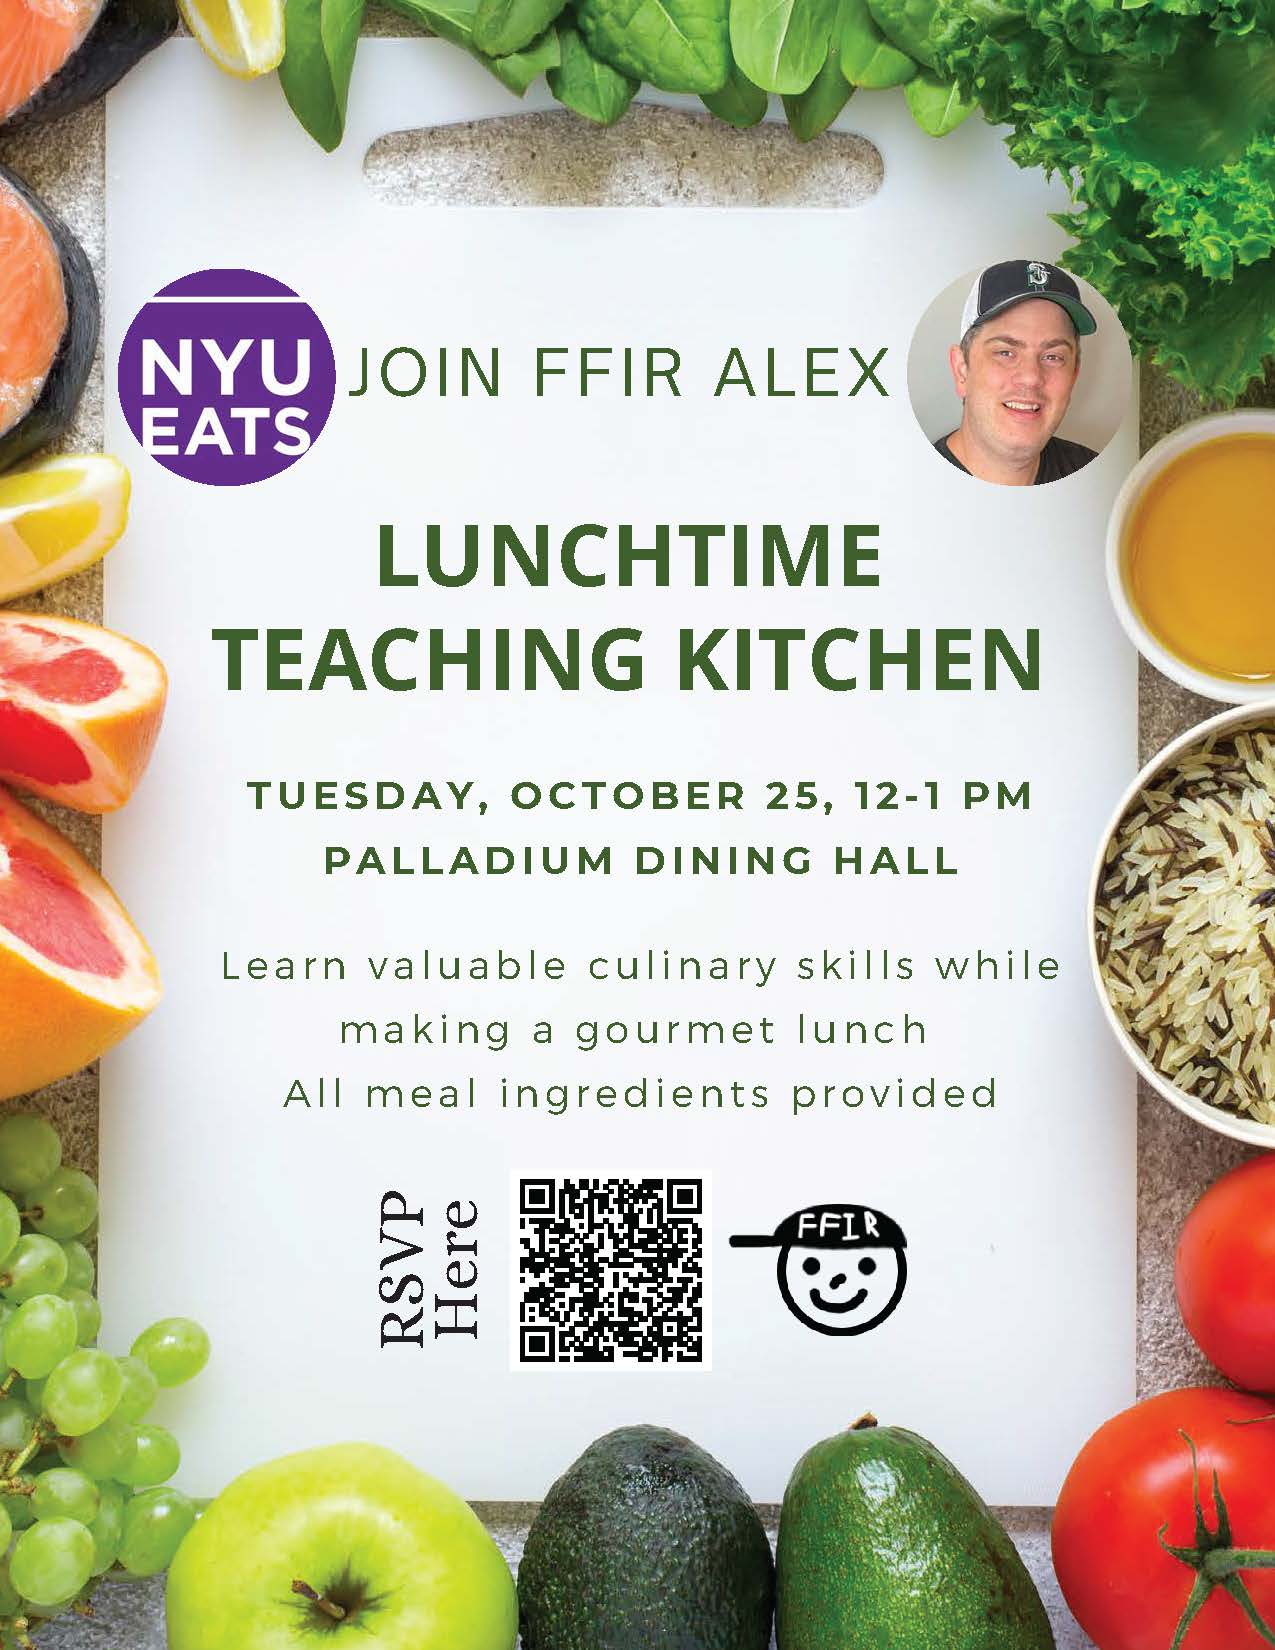 NYU
EATS
JOIN FFIR ALEX
LUNCHTIME
TEACHING KITCHEN
TUESDAY, OCTOBER 25, 12-1 PM
PALLADIUM DINING HALL
Learn valuable culinary skills while
making a gourmet lunch
All meal ingredients provided
RSVP
Here
FFIR